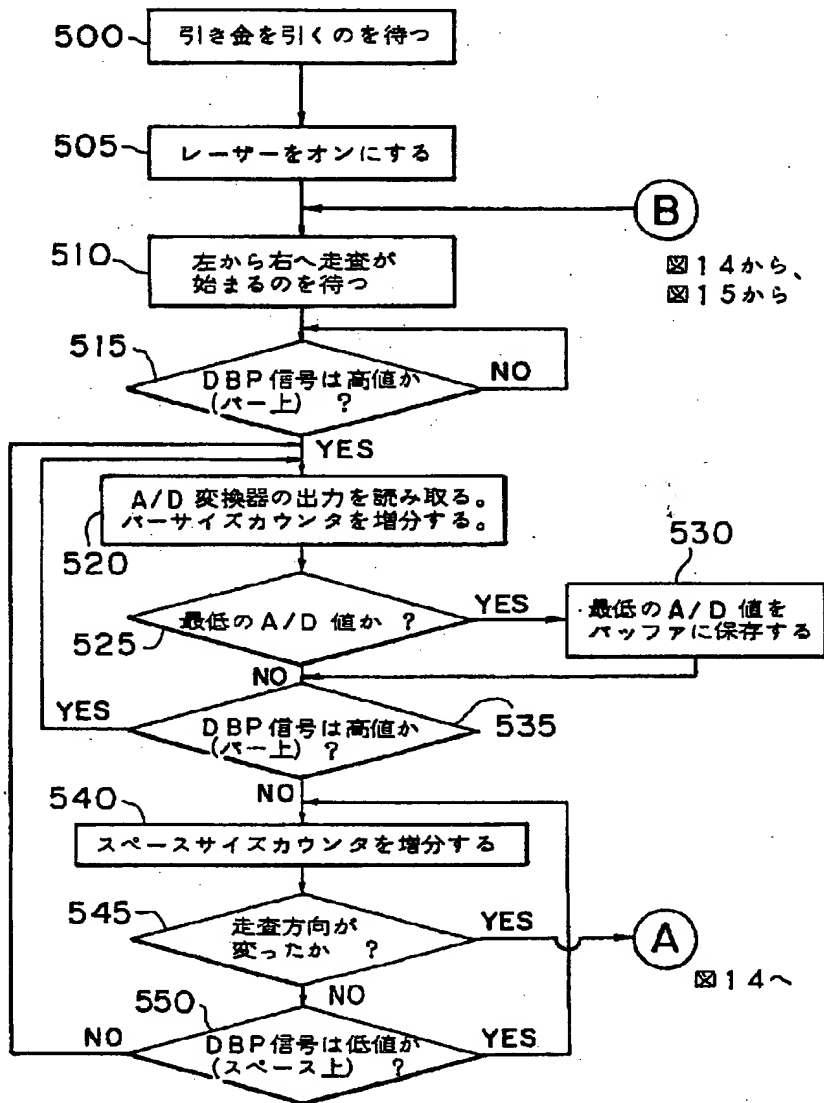 500
引き金を引くのを待つ
505
レーザーをオンにする
B
510
左から右へ走査が
始まるのを待つ
図14から、
図15から
515
DBP信号は高値か
(バー上) ?
NO
YES
A/D 変換器の出力を読み取る。
バーサイズカウンタを増分する。
520
530
最低のA/D 値か ?
525
YES
最低のA/D 値を
バッファに保存する
NO
YES
DBP信号は高値か
(バー上) ?
535
NO
540
スペースサイズカウンタを増分する
545
走査方向が
変ったか ?
YES
A
図14へ
NO
550
NO
DBP信号は低値か
(スペース上) ?
YES